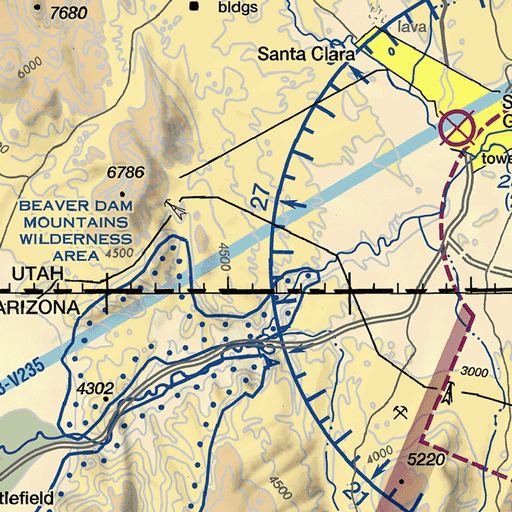 7680
bldgs
lava
Santa Clara
6000
S
G
towe
6786
27
BEAVER DAM
MOUNTAINS
WILDERNESS
AREA
4500
4500
UTAH
ARIZONA
V235
3000
4302
4000
5220
4500
21
tlefield